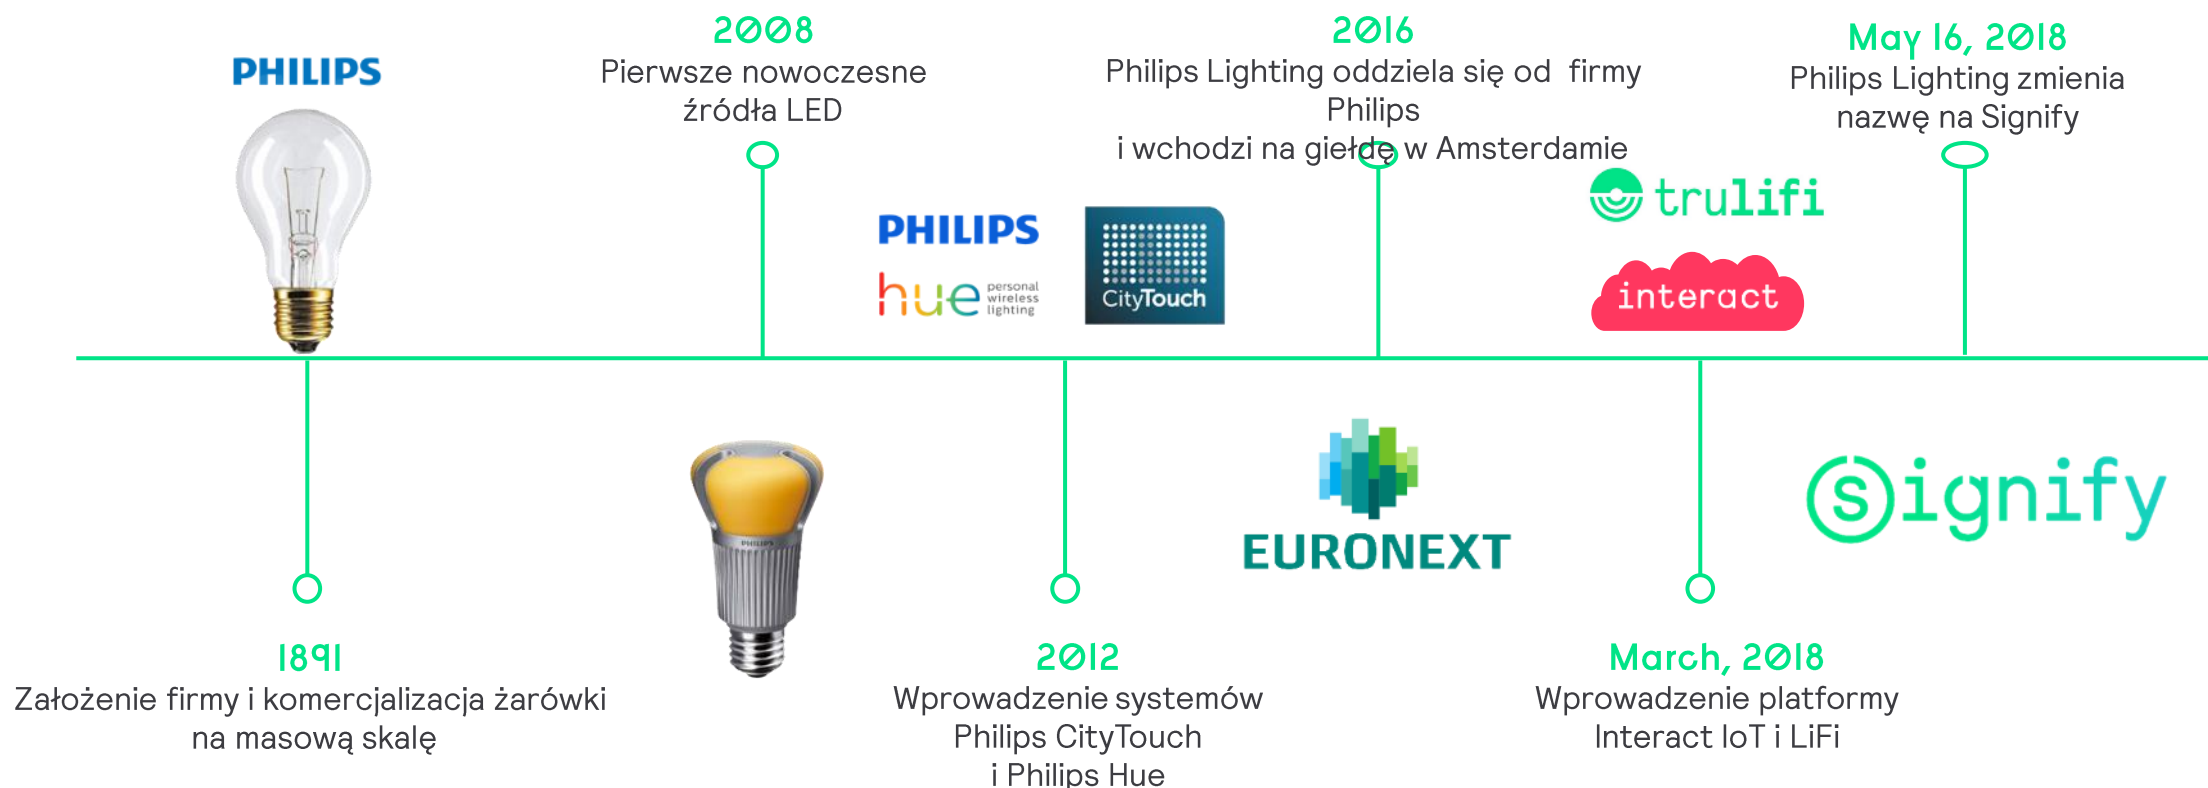 PHILIPS
2008
Pierwsze nowoczesne
źródła LED
2016
Philips Lighting oddziela się od firmy
Philips
i wchodzi na giełdę w Amsterdamie
May 16, 2018
Philips Lighting zmienia
nazwę na Signify
PHILIPS
hue personal
wireless
lighting
CityTouch
trulifi
interact
PHILIPS
EURONEXT
signify
1891
Założenie firmy i komercjalizacja żarówki
na masową skalę
2012
Wprowadzenie systemów
Philips CityTouch
i Philips Hue
March, 2018
Wprowadzenie platformy
Interact IoT i LiFi